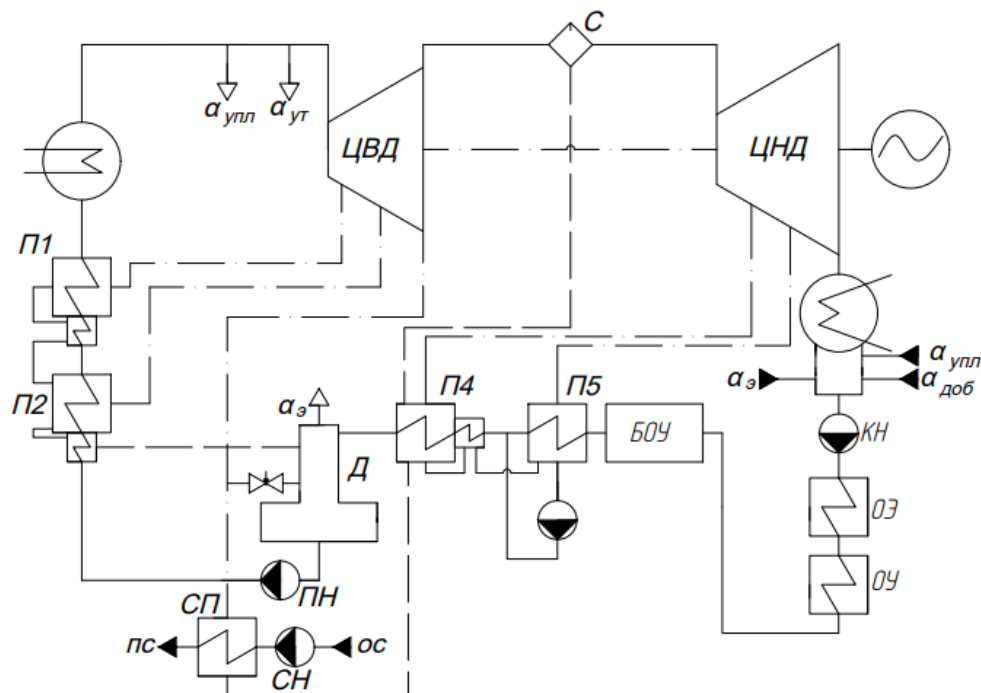 С
α упл
α ут
ЦВД
ЦНД
П1
П2
α э
Д
П4
П5
БОУ
α э
α упл
α доб
КН
ОЭ
ОУ
ПН
СП
пс
ос
СН